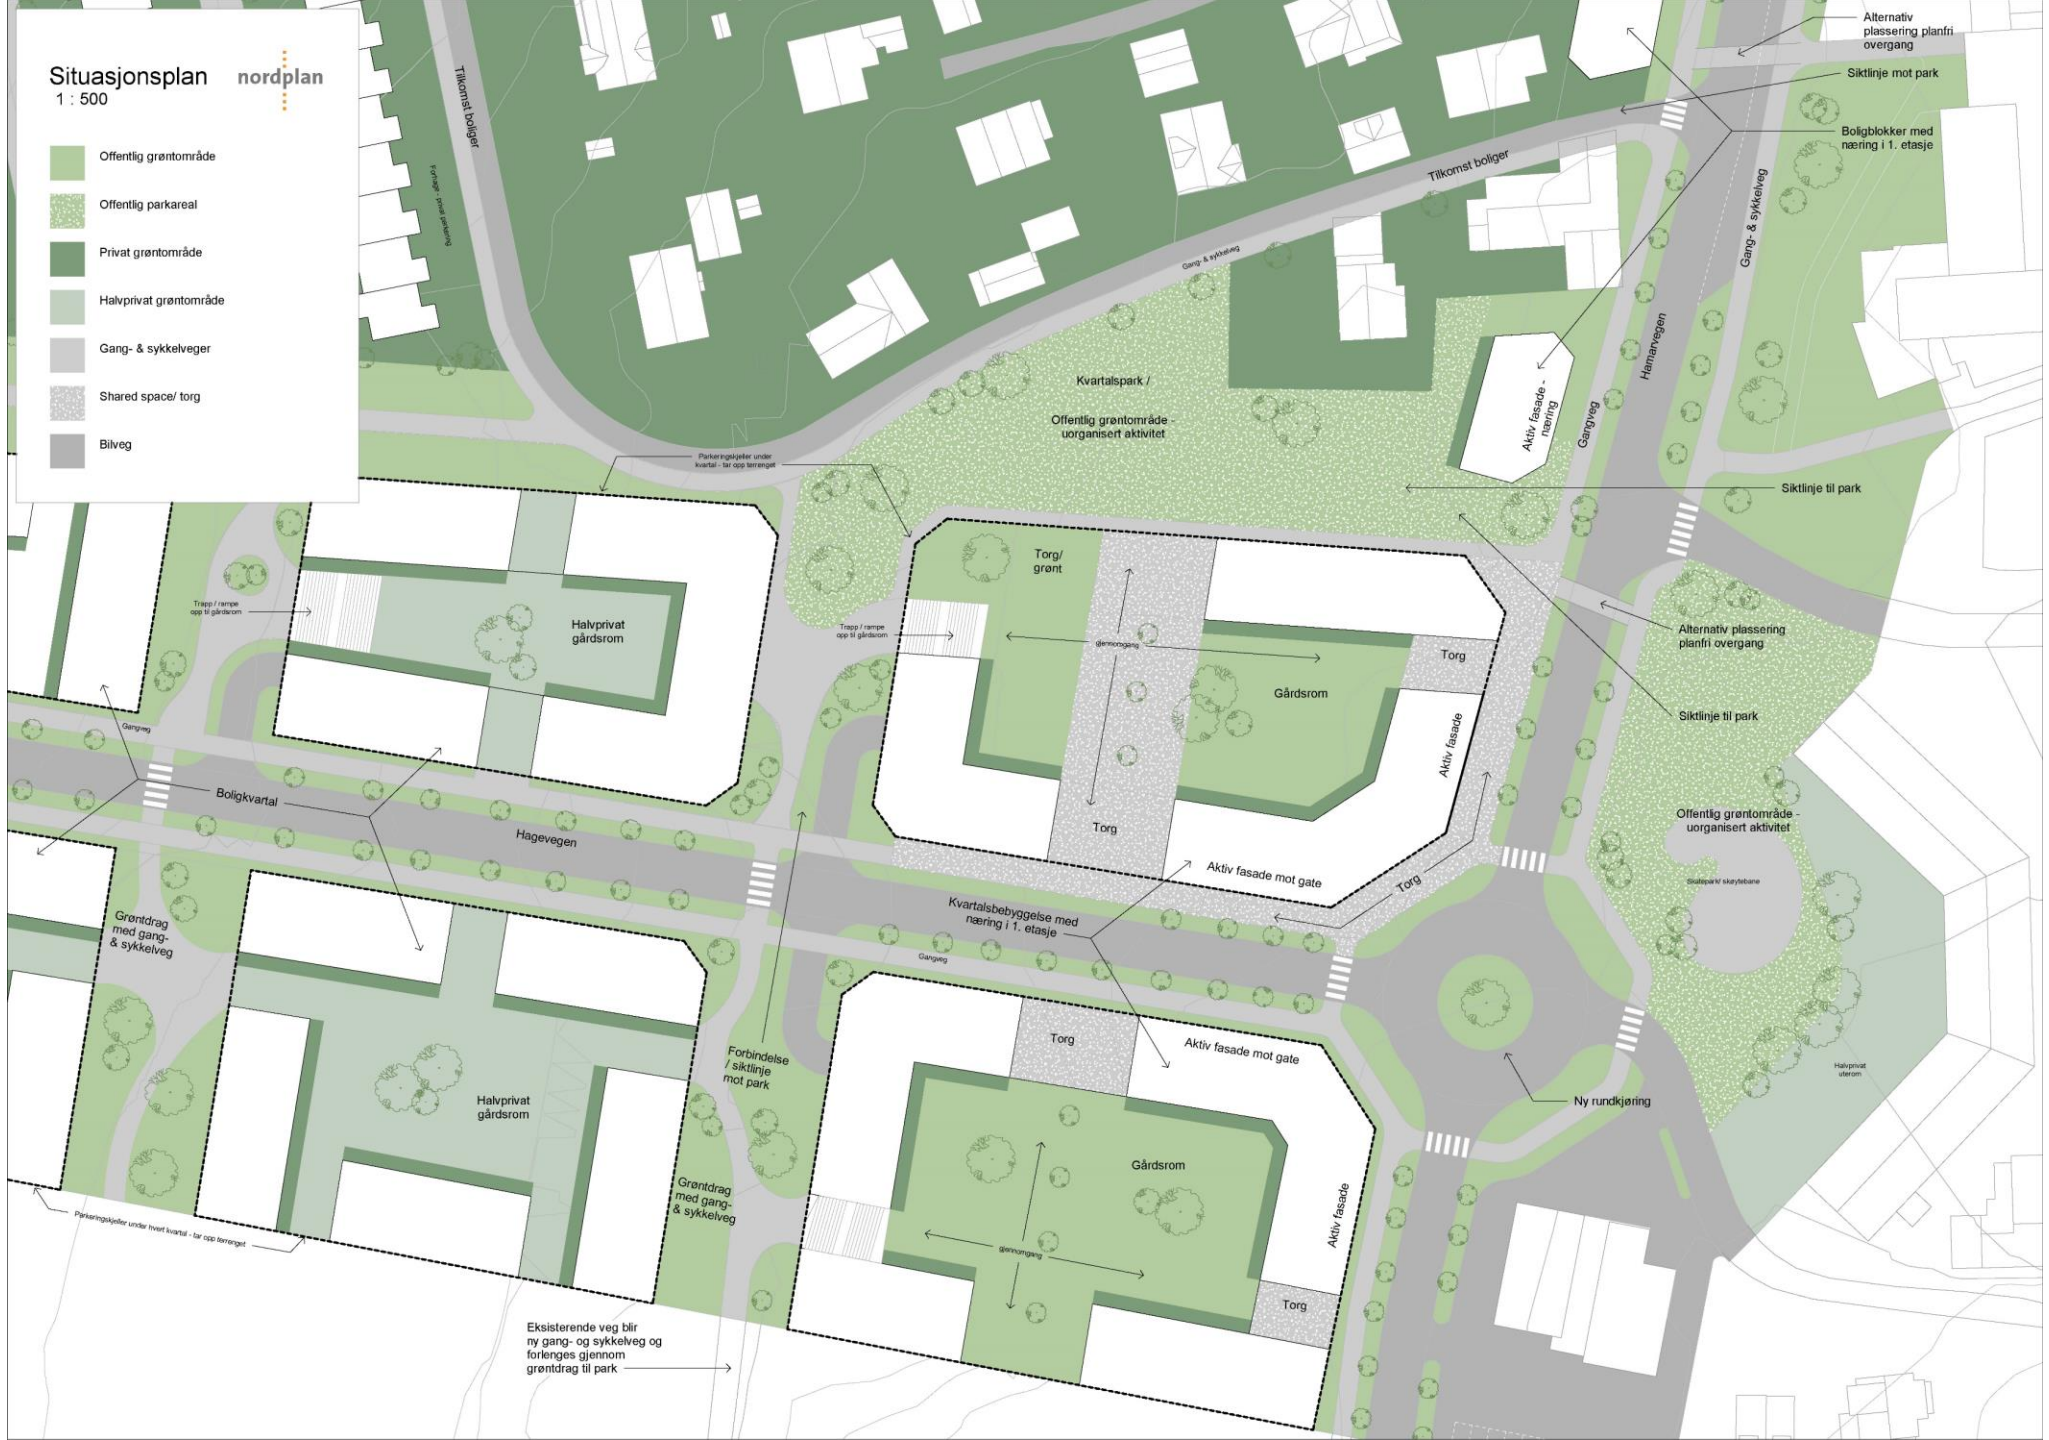 Situasjonsplan
1 : 500
nordplan
Offentlig grøntområde
Offentlig parkareal
Privat grøntområde
Halvprivat grøntområde
Gang- & sykkelveger
Shared space/ torg
Bilveg
Tilkomst boliger
Forhage - privat parkering
Tilkomst boliger
Gang- & sykkelveg
Alternativ
plassering planfri
overgang
Siktlinje mot park
Boligblokker med
næring i 1. etasje
Gang- & sykkelveg
Hamarvegen
Gangveg
Aktiv fasade -
næring
Kvartalspark /
Offentlig grøntområde -
uorganisert aktivitet
Parkeringskjeller under
kvartal - tar opp terrenget
Siktlinje til park
Torg/
grønt
Trapp / rampe
opp til gårdsrom
Halvprivat
gårdsrom
Trapp / rampe
opp til gårdsrom
gjennomgang
Torg
Gårdsrom
Alternativ plassering
planfri overgang
Siktlinje til park
Aktiv fasade
Gangveg
Boligkvartal
Hagevegen
Torg
Aktiv fasade mot gate
Torg
Offentlig grøntområde -
uorganisert aktivitet
Skatepark/ skøytebane
Kvartalsbebyggelse med
næring i 1. etasje
Grøntdrag
med gang-
& sykkelveg
Gangveg
Forbindelse
/ siktlinje
mot park
Torg
Aktiv fasade mot gate
Halvprivat
uterom
Ny rundkjøring
Halvprivat
gårdsrom
Gårdsrom
Grøntdrag
med gang-
& sykkelveg
Aktiv fasade
Parkeringskjeller under hvert kvartal - tar opp terrenget
gjennomgang
Torg
Eksisterende veg blir
ny gang- og sykkelveg og
forlenges gjennom
grøntdrag til park